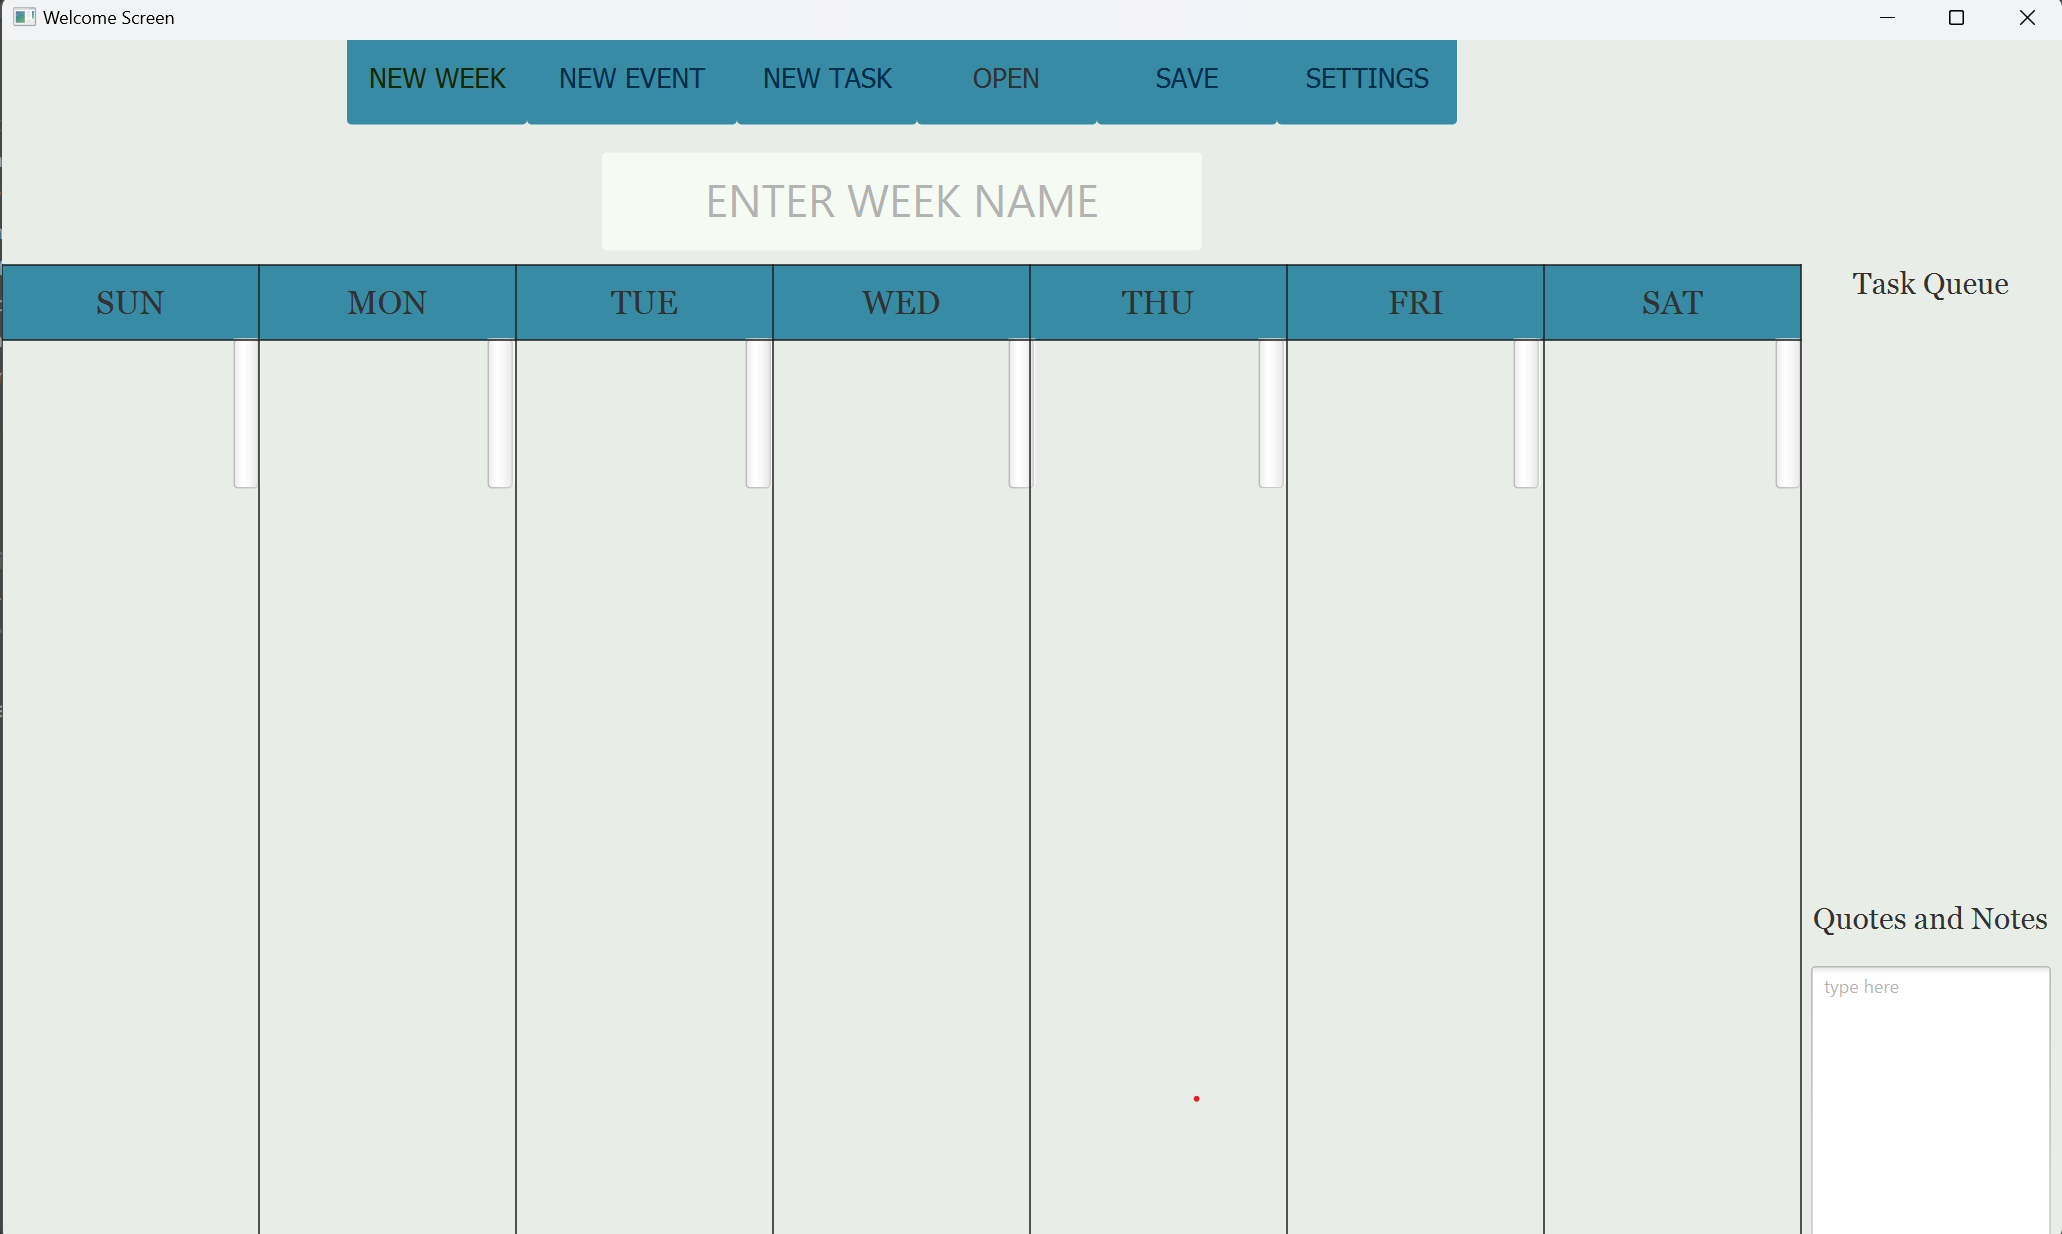 Welcome Screen
NEW WEEK NEW EVENT NEW TASK OPEN SAVE SETTINGS
ENTER WEEK NAME
SUN MON TUE WED THU FRI SAT
Task Queue
Quotes and Notes
type here